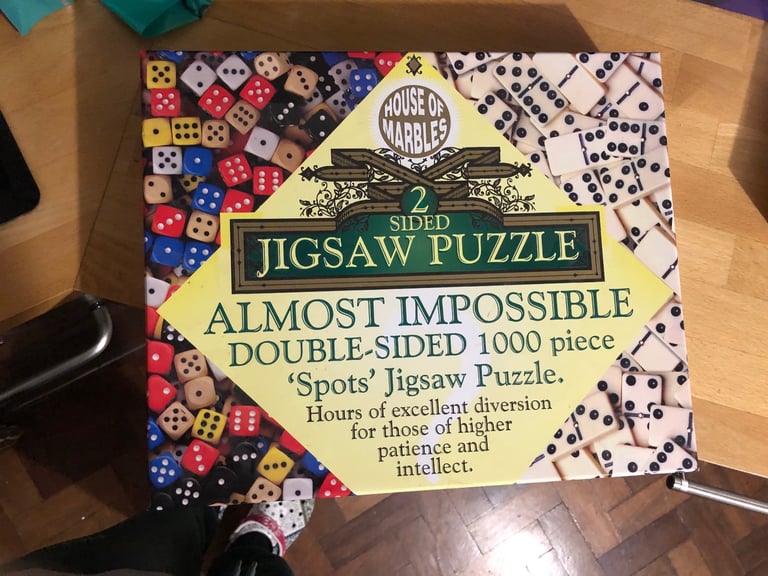 HOUSE OF
MARBLES
2
SIDED
JIGSAW PUZZLE
ALMOST IMPOSSIBLE
DOUBLE-SIDED 1000 piece
‘Spots’ Jigsaw Puzzle.
Hours of excellent diversion
for those of higher
patience and
intellect.